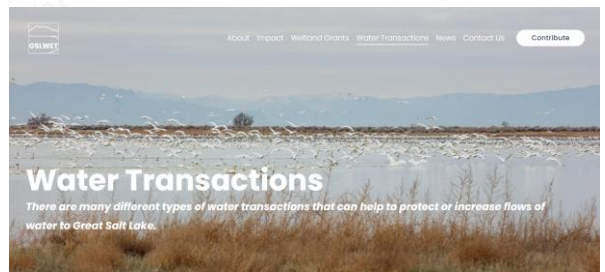 GSLWET
About Impact Wetland Grants Water Transactions News Contact Us Contribute
Water Transactions
There are many different types of water transactions that can help to protect or increase flows of
water to Great Salt Lake.